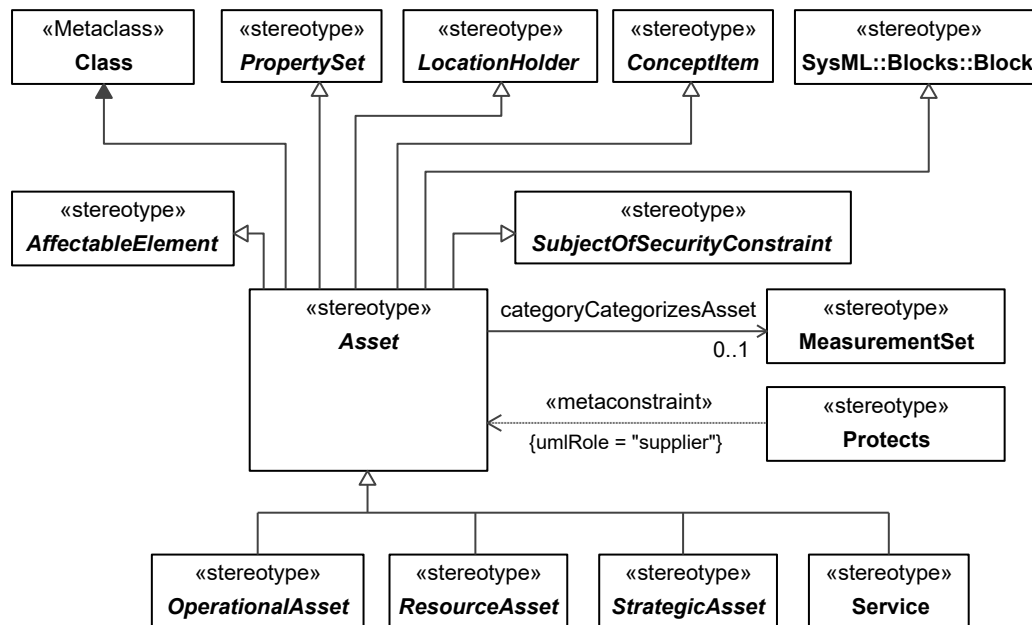 «Metaclass»
Class
«stereotype»
PropertySet
«stereotype»
LocationHolder
«stereotype»
ConceptItem
«stereotype»
SysML::Blocks::Block
«stereotype»
AffectableElement
«stereotype»
SubjectOfSecurityConstraint
«stereotype»
Asset
categoryCategorizesAsset
0..1
«stereotype»
MeasurementSet
«metaconstraint»
{umlRole = "supplier"}
«stereotype»
Protects
«stereotype»
OperationalAsset
«stereotype»
ResourceAsset
«stereotype»
StrategicAsset
«stereotype»
Service